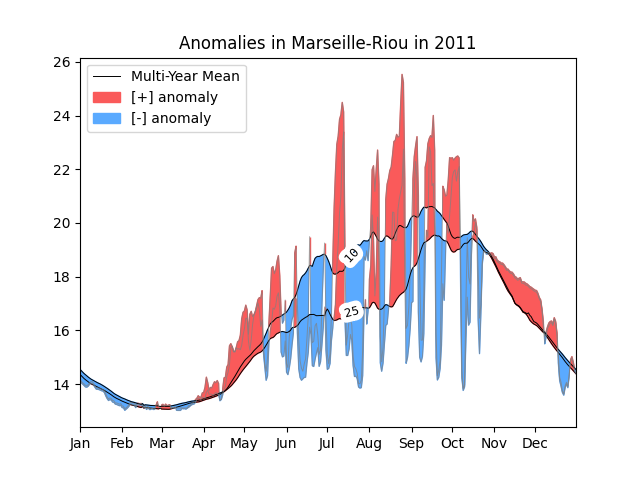 Anomalies in Marseille-Riou in 2011
26
24
22
20
18
16
14
Multi-Year Mean
[+] anomaly
[-] anomaly
10
25
Jan Feb Mar Apr May Jun Jul Aug Sep Oct Nov Dec